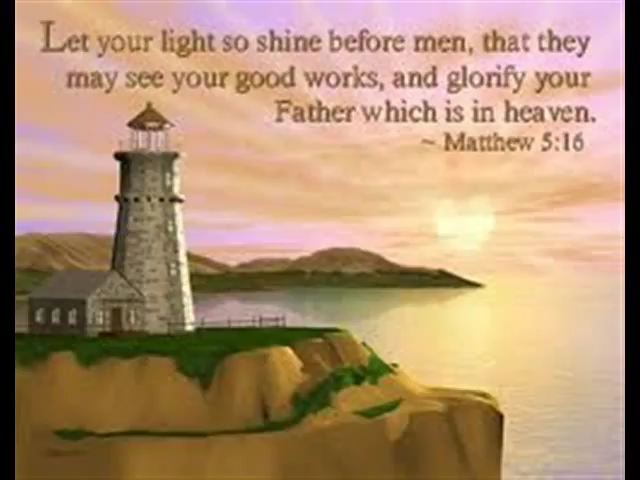 Let your light so shine before men, that they
may see your good works, and glorify your
Father which is in heaven.
~ Matthew 5:16